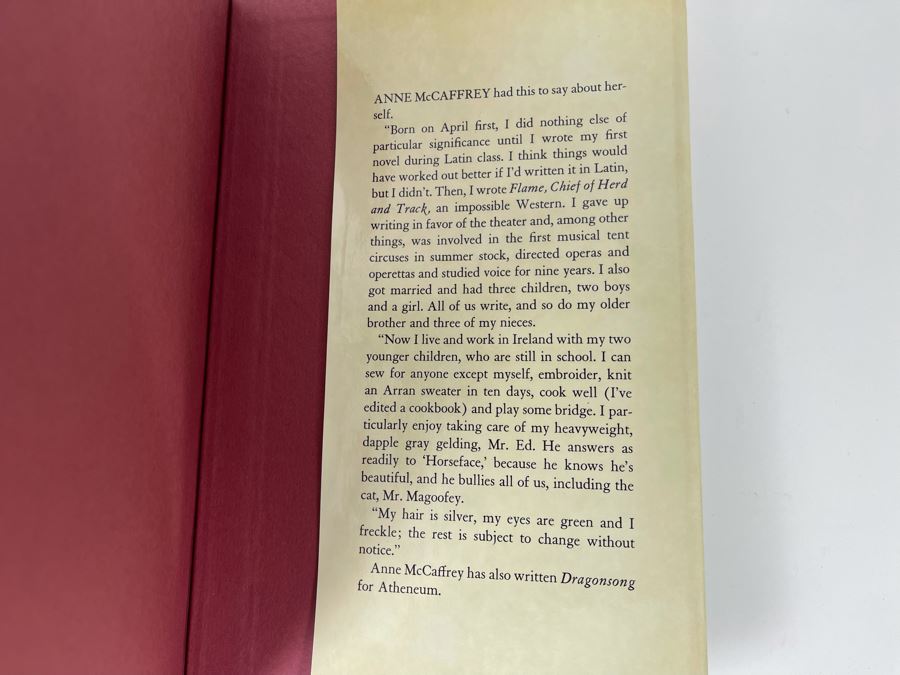 ANNE McCAFFREY had this to say about her-
self.
“Born on April first, I did nothing else of
particular significance until I wrote my first
novel during Latin class. I think things would
have worked out better if I’d written it in Latin,
but I didn’t. Then, I wrote Flame, Chief of Herd
and Track, an impossible Western. I gave up
writing in favor of the theater and, among other
things, was involved in the first musical tent
circuses in summer stock, directed operas and
operettas and studied voice for nine years. I also
got married and had three children, two boys
and a girl. All of us write, and so do my older
brother and three of my nieces.
“Now I live and work in Ireland with my two
younger children, who are still in school. I can
sew for anyone except myself, embroider, knit
an Arran sweater in ten days, cook well (I’ve
edited a cookbook) and play some bridge. I par-
ticularly enjoy taking care of my heavyweight,
dapple gray gelding, Mr. Ed. He answers as
readily to ‘Horseface,’ because he knows he’s
beautiful, and he bullies all of us, including the
cat, Mr. Magoofey.
“My hair is silver, my eyes are green and I
freckle; the rest is subject to change without
notice.”
Anne McCaffrey has also written Dragonsong
for Atheneum.